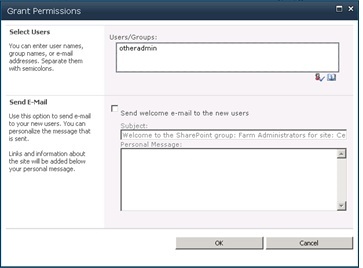 Grant Permissions
Select Users
You can enter user names,
group names, or e-mail
addresses. Separate them
with semicolons.
Users/Groups:
otheradmin
Send E-Mail
Use this option to send e-mail
to your new users. You can
personalize the message that
is sent.
Links and information about
the site will be added below
your personal message.
Send welcome e-mail to the new users
Subject:
Welcome to the SharePoint group: Farm Administrators for site: Ce
Personal Message:
OK
Cancel